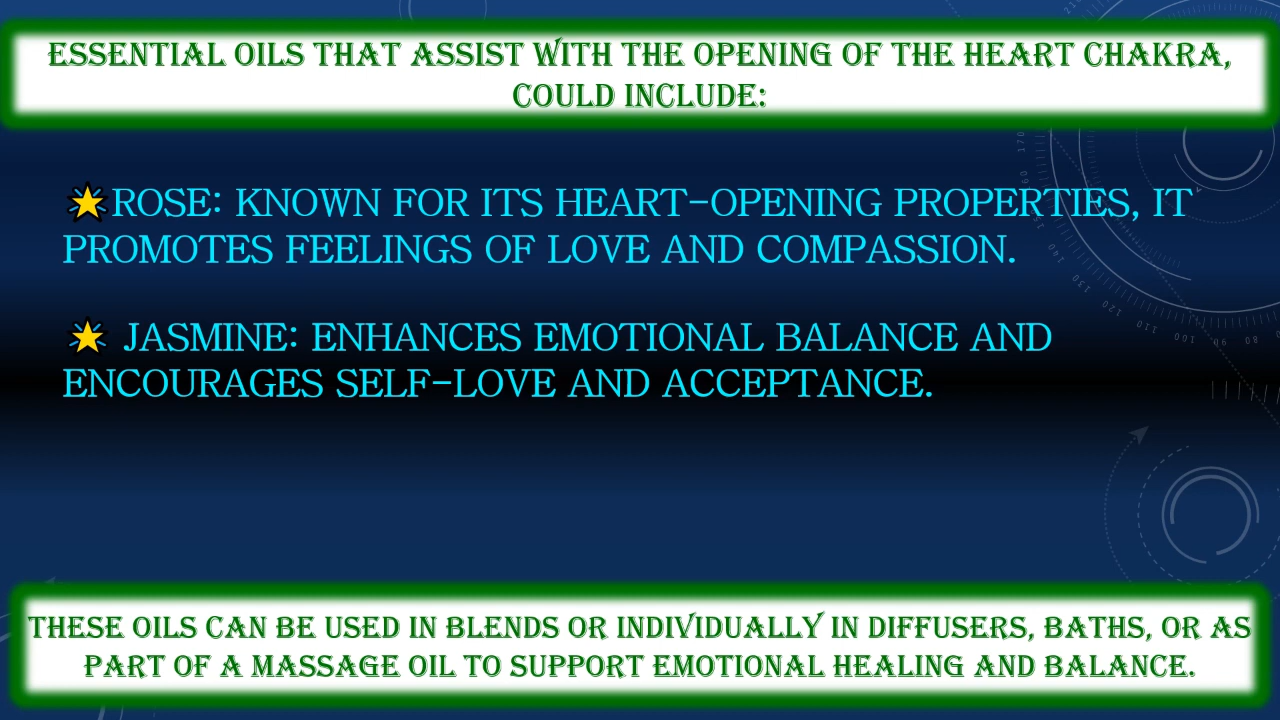 ESSENTIAL OILS THAT ASSIST WITH THE OPENING OF THE HEART CHAKRA,
COULD INCLUDE:
🌟ROSE: KNOWN FOR ITS HEART-OPENING PROPERTIES, IT
PROMOTES FEELINGS OF LOVE AND COMPASSION.
🌟 JASMINE: ENHANCES EMOTIONAL BALANCE AND
ENCOURAGES SELF-LOVE AND ACCEPTANCE.
THESE OILS CAN BE USED IN BLENDS OR INDIVIDUALLY IN DIFFUSERS, BATHS, OR AS
PART OF A MASSAGE OIL TO SUPPORT EMOTIONAL HEALING AND BALANCE.